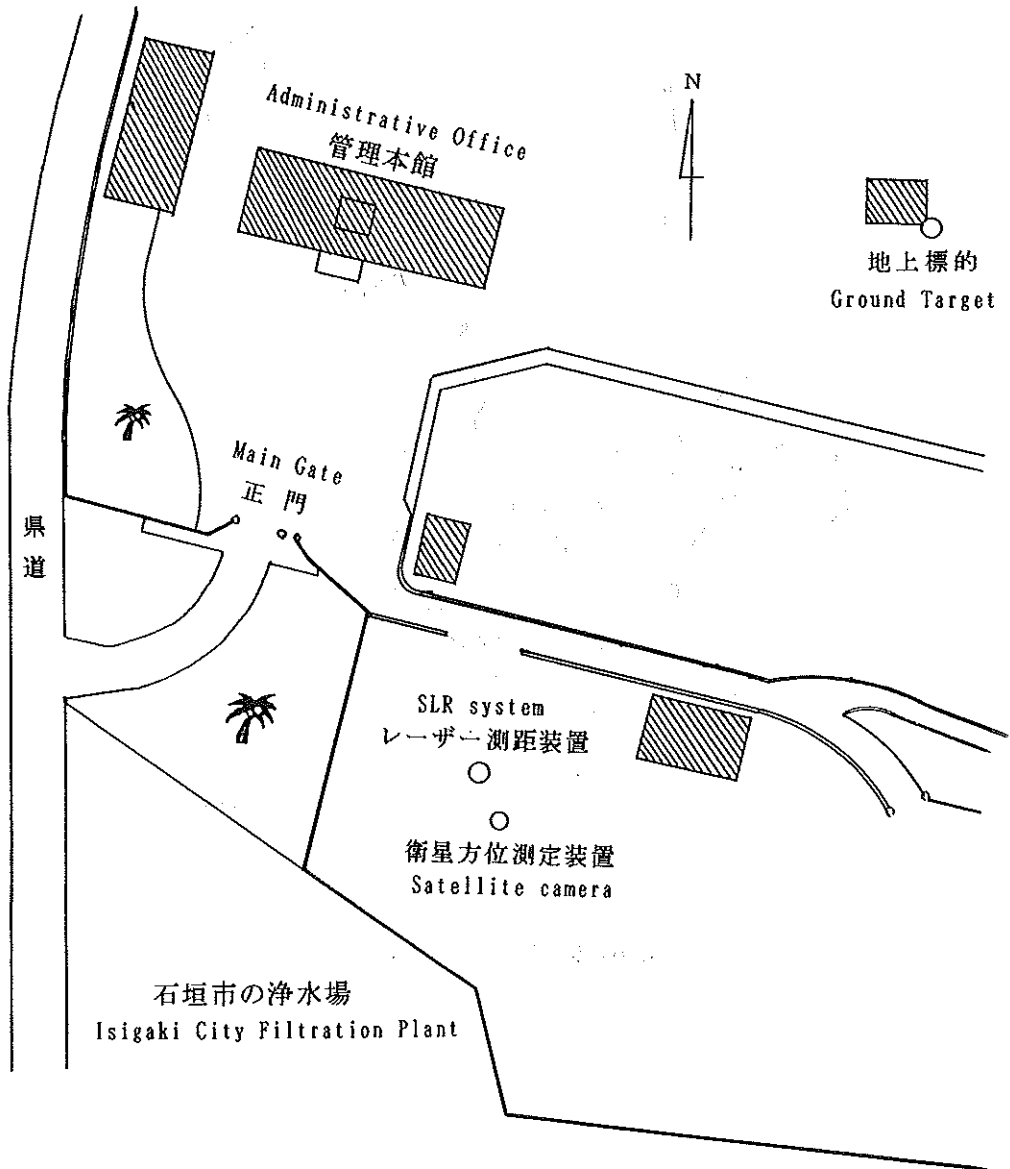 Administrative Office
管理本館
N
地上標的
Ground Target
Main Gate
正門
県道
SLR system
レーザー測距装置
衛星方位測定装置
Satellite camera
石垣市の浄水場
Isigaki City Filtration Plant